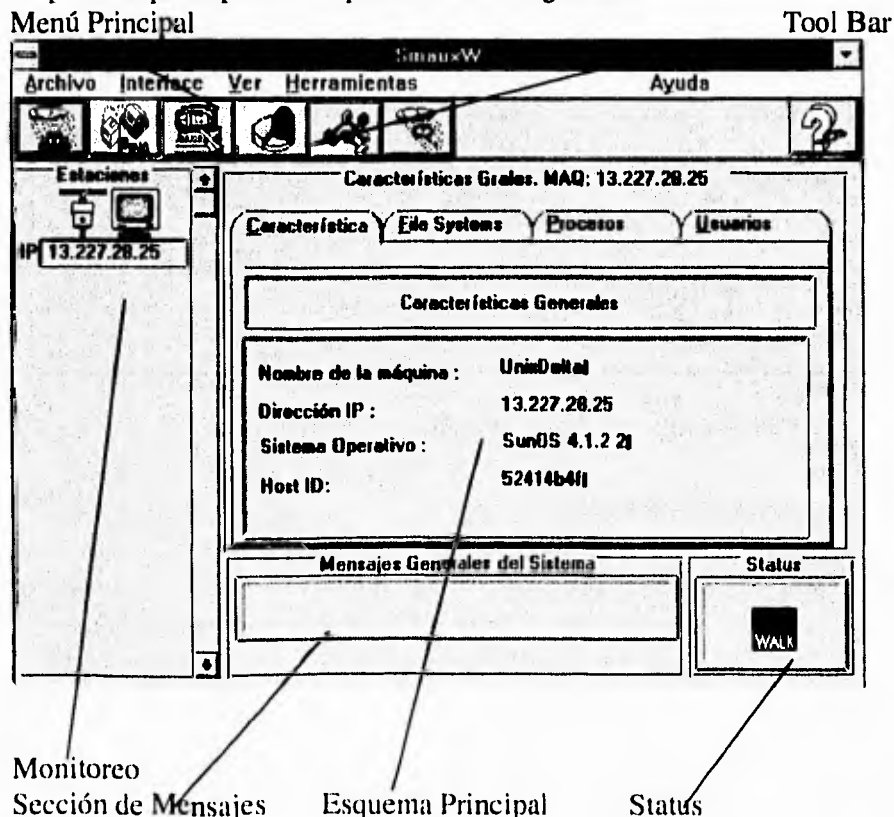 Menú Principal Tool Bar
SmauxW
Archivo Interface Ver Herramientas Ayuda
PING
Estaciones
IP 13.227.28.25
Características Grales. MAQ: 13.227.28.25
Característica File Systems Procesos Usuarios
Características Generales
Nombre de la máquina :
Dirección IP : 13.227.28.25
Sistema Operativo : SunOS 4.1.2 2
Host ID: 52414b4f
Mensajes Generales del Sistema
Status
WALK
Monitoreo
Sección de Mensajes Esquema Principal Status